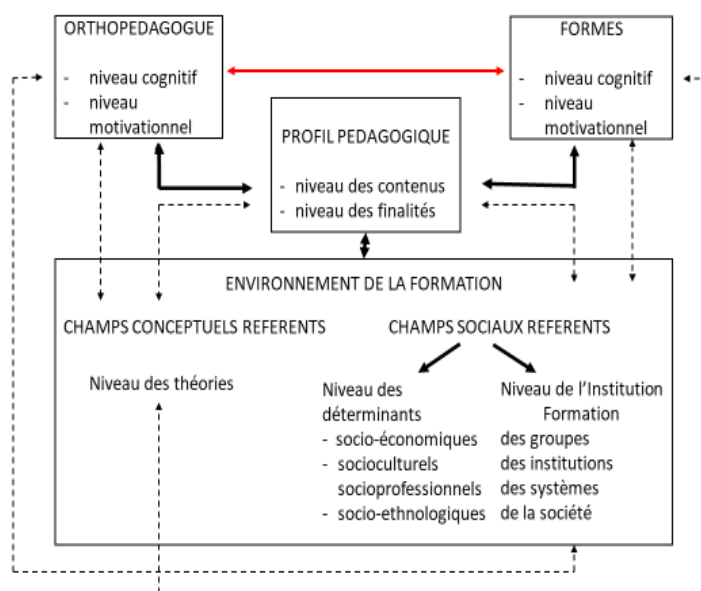 ORTHOPEDAGOGUE
- niveau cognitif
- niveau
motivationnel
FORMES
- niveau cognitif
- niveau
motivationnel
PROFIL PEDAGOGIQUE
- niveau des contenus
- niveau des finalités
ENVIRONNEMENT DE LA FORMATION
CHAMPS CONCEPTUELS REFERENTS
Niveau des théories
CHAMPS SOCIAUX REFERENTS
Niveau des
déterminants
- socio-économiques
- socioculturels
socioprofessionnels
- socio-ethnologiques
Niveau de l’Institution
Formation
des groupes
des institutions
des systèmes
de la société